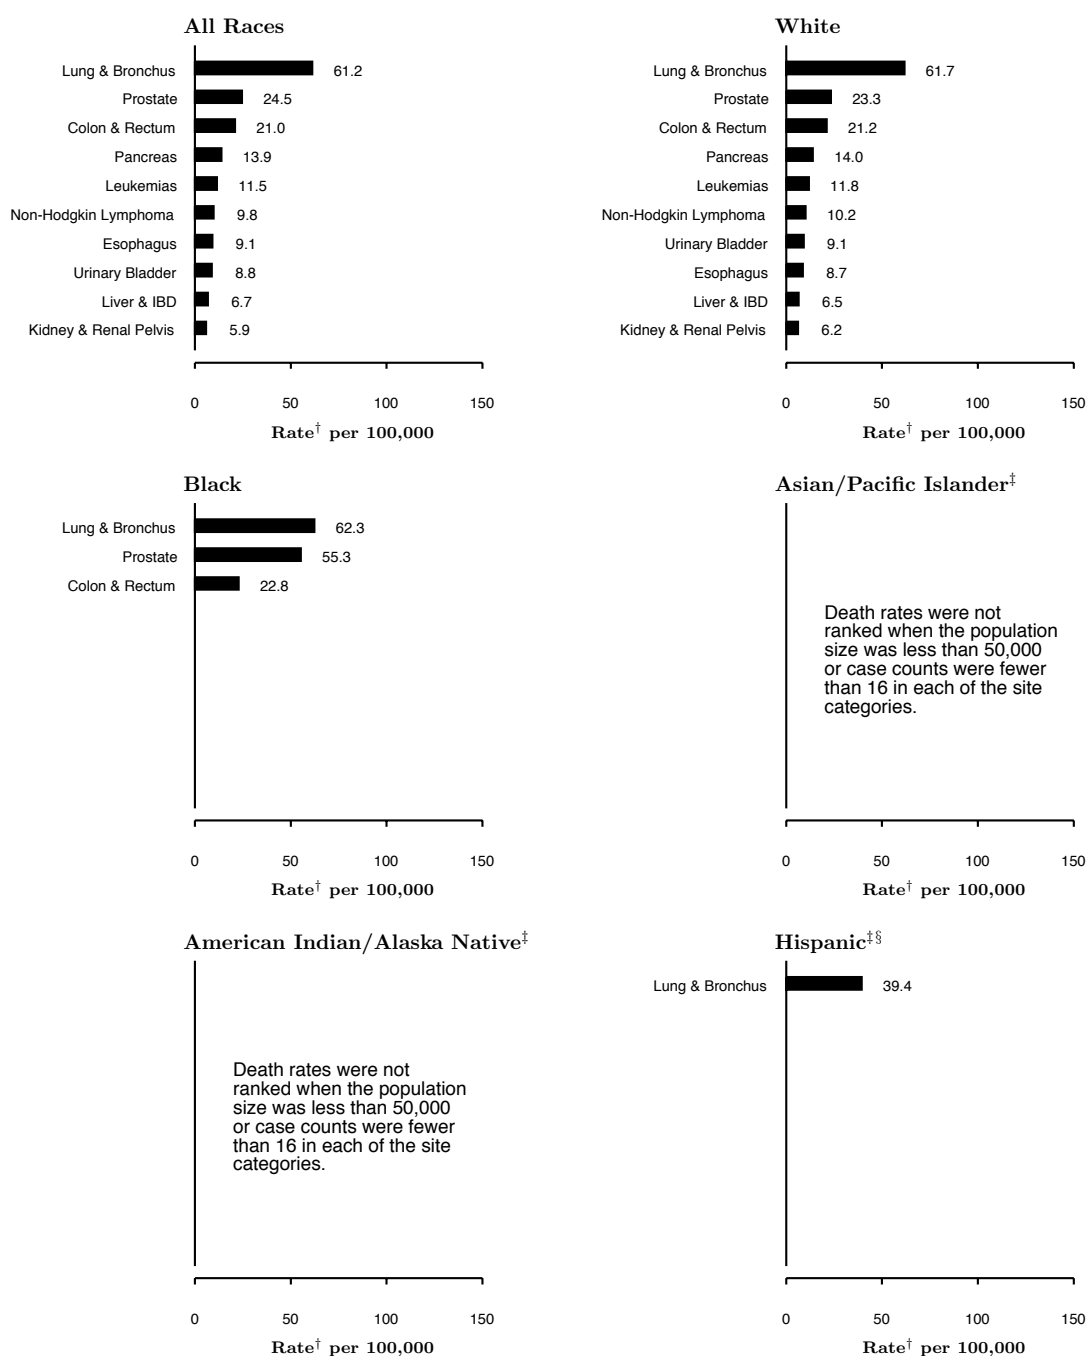 All Races
Lung & Bronchus 61.2
Prostate 24.5
Colon & Rectum 21.0
Pancreas 13.9
Leukemias 11.5
Non-Hodgkin Lymphoma 9.8
Esophagus 9.1
Urinary Bladder 8.8
Liver & IBD 6.7
Kidney & Renal Pelvis 5.9
0 50 100 150
Rate† per 100,000
White
Lung & Bronchus 61.7
Prostate 23.3
Colon & Rectum 21.2
Pancreas 14.0
Leukemias 11.8
Non-Hodgkin Lymphoma 10.2
Urinary Bladder 9.1
Esophagus 8.7
Liver & IBD 6.5
Kidney & Renal Pelvis 6.2
0 50 100 150
Rate† per 100,000
Black
Lung & Bronchus 62.3
Prostate 55.3
Colon & Rectum 22.8
0 50 100 150
Rate† per 100,000
Asian/Pacific Islander‡
Death rates were not
ranked when the population
size was less than 50,000
or case counts were fewer
than 16 in each of the site
categories.
0 50 100 150
Rate† per 100,000
American Indian/Alaska Native‡
Death rates were not
ranked when the population
size was less than 50,000
or case counts were fewer
than 16 in each of the site
categories.
0 50 100 150
Rate† per 100,000
Hispanic‡§
Lung & Bronchus 39.4
0 50 100 150
Rate† per 100,000